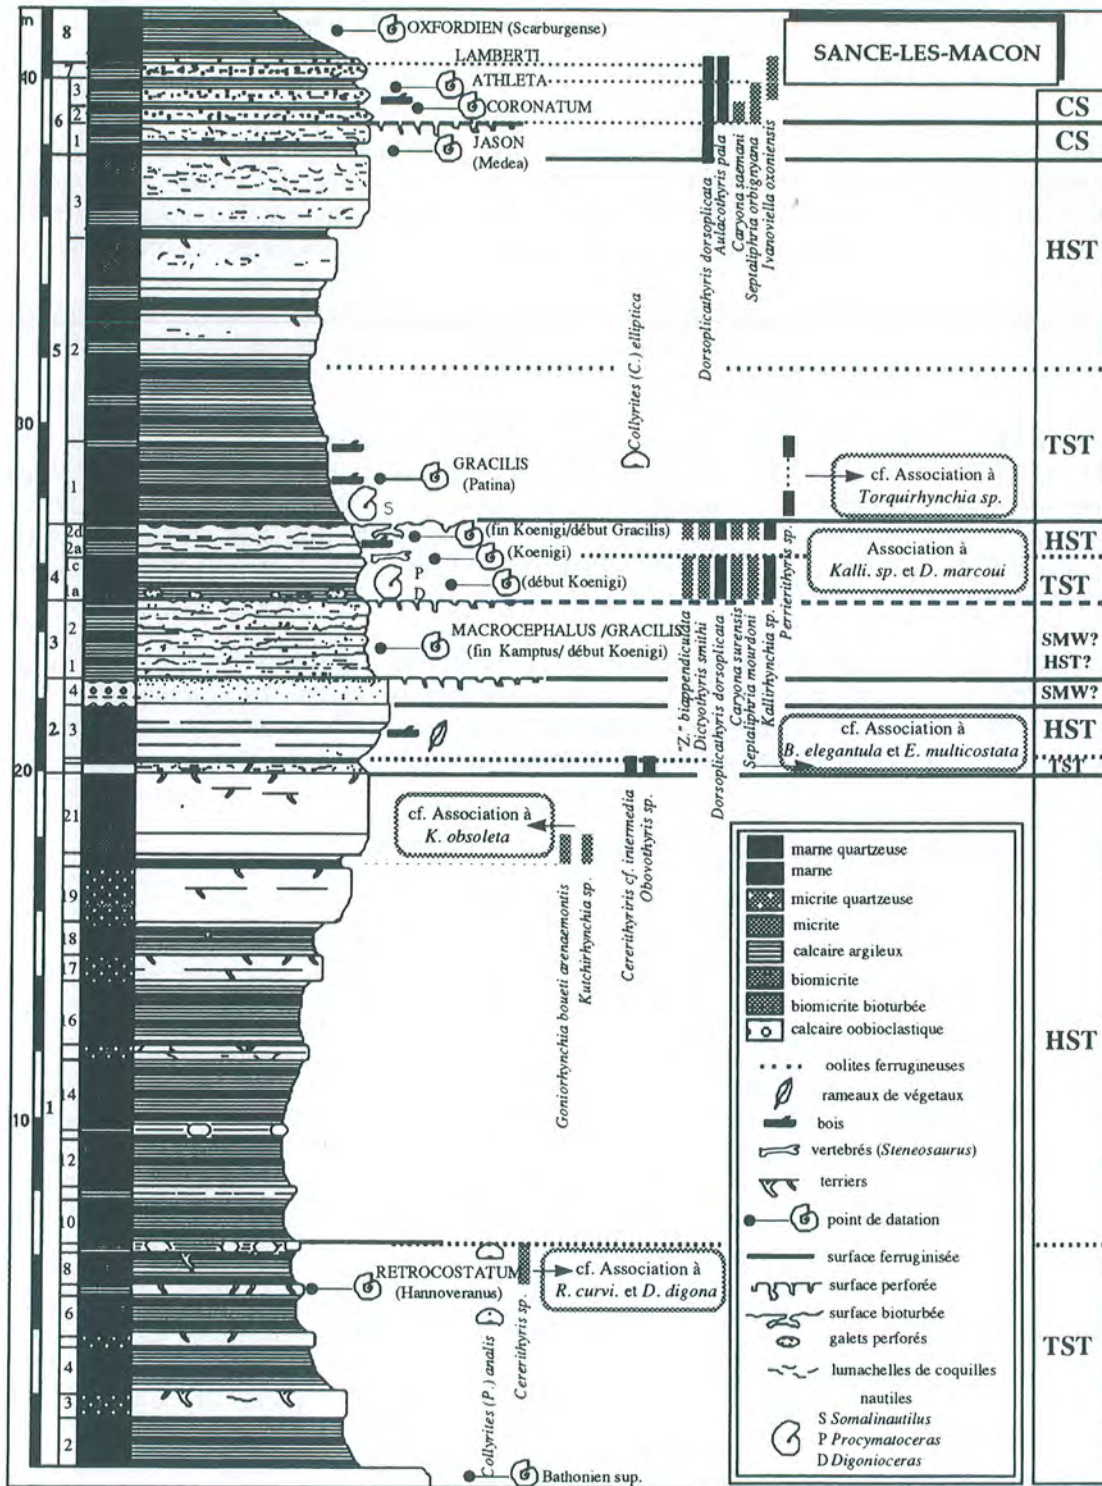 m
SANCE-LES-MACON
8
OXFORDIEN (Scarburgense)
LAMBERTI
7
40
3
ATHLETA
CORONATUM
CS
6
2
1
JASON
(Medea)
CS
Dorsoplicathyris dorsoplicata
Aulacothyris pala
Caryona saemani
Septaliphria orbignyana
Ivanoviella oxoniensis
3
HST
5
2
Collyrites (C.) elliptica
30
GRACILIS
(Patina)
1
S
TST
cf. Association à
Torquirhynchia sp.
2d
2a
1c
1a
4
(fin Koenigi/début Gracilis)
(Koenigi)
P
D
(début Koenigi)
HST
Association à
Kalli. sp. et D. marcoui
TST
Perrierithyris sp.
3
2
1
MACROCEPHALUS /GRACILIS
(fin Kamptus/ début Koenigi)
SMW?
HST?
"Z." biappendiculata
Dictyothyris smithi
Dorsoplicathyris dorsoplicata
Caryona surensis
Septaliphria mourdoni
Kallirhynchia sp.
4
SMW?
2
3
HST
cf. Association à
B. elegantula et E. multicostata
20
TST
21
cf. Association à
K. obsoleta
Goniorhynchia boueti arenaemontis
Kutchirhynchia sp.
Cererithyriris cf. intermedia
Obovothyris sp.
19
18
17
16
HST
14
10
1
12
10
8
RETROCOSTATUM
(Hannoveranus)
cf. Association à
R. curvi. et D. digona
6
Collyrites (P.) analis
Cererithyris sp.
TST
4
3
2
Bathonien sup.
marne quartzeuse
marne
micrite quartzeuse
micrite
calcaire argileux
biomicrite
biomicrite bioturbée
calcaire oobioclastique
oolites ferrugineuses
rameaux de végetaux
bois
vertebrés (Steneosaurus)
terriers
point de datation
surface ferruginisée
surface perforée
surface bioturbée
galets perforés
lumachelles de coquilles
nautiles
S Somalinautilus
P Procymatoceras
D Digonioceras